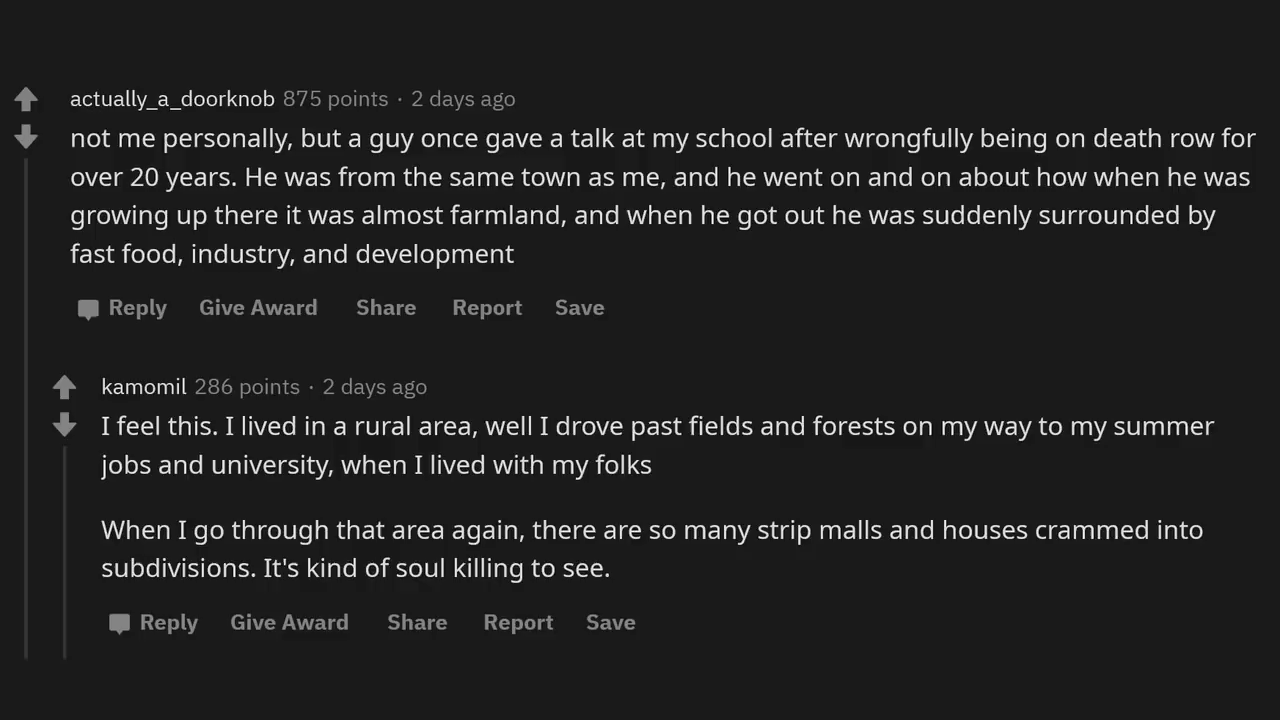 actually_a_doorknob 875 points · 2 days ago
not me personally, but a guy once gave a talk at my school after wrongfully being on death row for
over 20 years. He was from the same town as me, and he went on and on about how when he was
growing up there it was almost farmland, and when he got out he was suddenly surrounded by
fast food, industry, and development
Reply Give Award Share Report Save
kamomil 286 points · 2 days ago
I feel this. I lived in a rural area, well I drove past fields and forests on my way to my summer
jobs and university, when I lived with my folks
When I go through that area again, there are so many strip malls and houses crammed into
subdivisions. It's kind of soul killing to see.
Reply Give Award Share Report Save